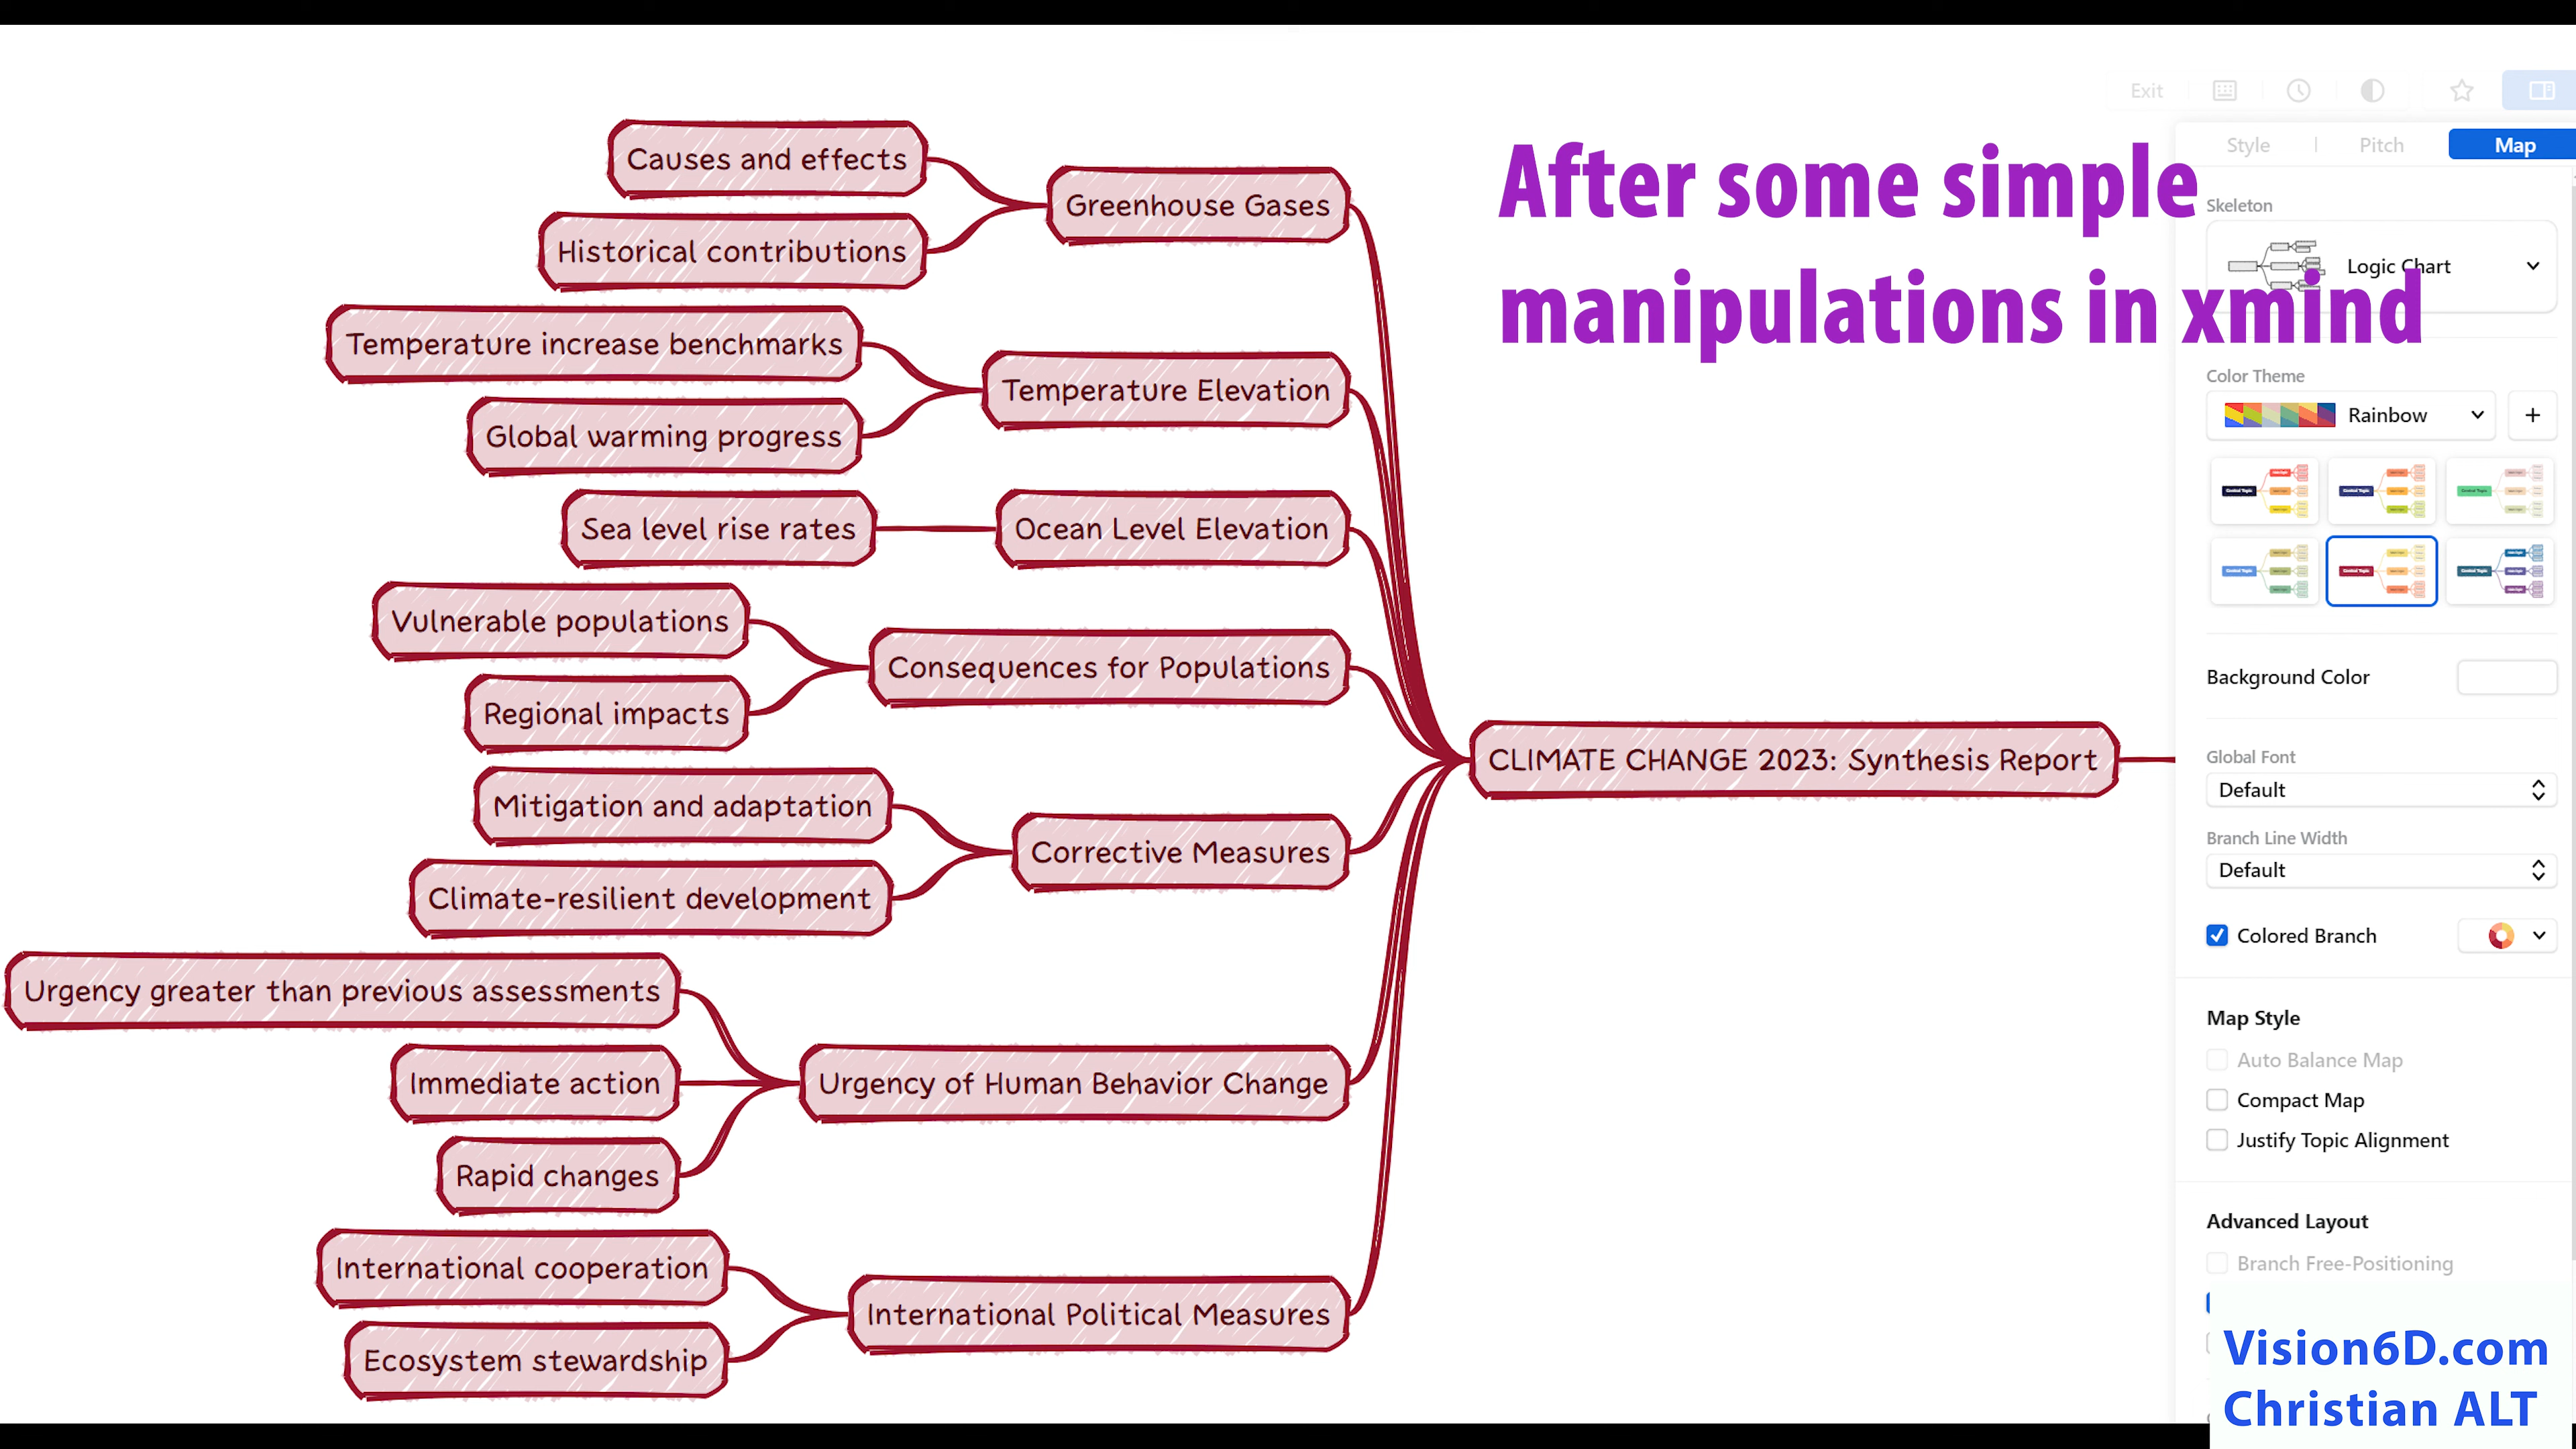 Exit
Style
Pitch
Map
After some simple
manipulations in xmind
Skeleton
Logic Chart
Color Theme
Rainbow
Background Color
Global Font
Default
Branch Line Width
Default
Colored Branch
Map Style
Auto Balance Map
Compact Map
Justify Topic Alignment
Advanced Layout
Branch Free-Positioning
CLIMATE CHANGE 2023: Synthesis Report
Greenhouse Gases
Causes and effects
Historical contributions
Temperature Elevation
Temperature increase benchmarks
Global warming progress
Ocean Level Elevation
Sea level rise rates
Consequences for Populations
Vulnerable populations
Regional impacts
Corrective Measures
Mitigation and adaptation
Climate-resilient development
Urgency of Human Behavior Change
Urgency greater than previous assessments
Immediate action
Rapid changes
International Political Measures
International cooperation
Ecosystem stewardship
Vision6D.com
Christian ALT